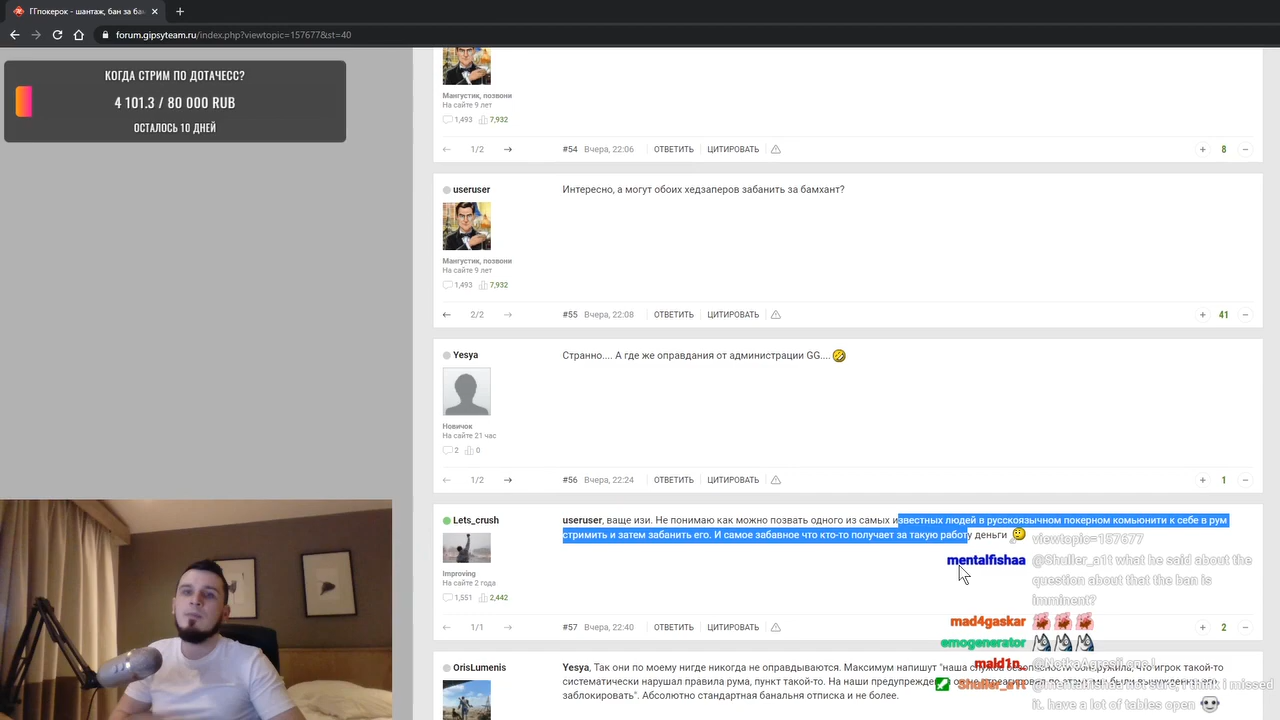 ГГпокерок - шантаж, бан за ба
forum.gipsyteam.ru/index.php?viewtopic=157677&st=40
КОГДА СТРИМ ПО ДОТАЧЕСС?
4 101.3 / 80 000 RUB
ОСТАЛОСЬ 10 ДНЕЙ
Мангустик, позвони
На сайте 9 лет
1,493 7,932
1/2
#54 Вчера, 22:06 ОТВЕТИТЬ ЦИТИРОВАТЬ
+ 8 −
useruser
Интересно, а могут обоих хедзаперов забанить за бамхант?
Мангустик, позвони
На сайте 9 лет
1,493 7,932
2/2
#55 Вчера, 22:08 ОТВЕТИТЬ ЦИТИРОВАТЬ
+ 41 −
Yesya
Странно.... А где же оправдания от администрации GG....
Новичок
На сайте 21 час
2 0
1/2
#56 Вчера, 22:24 ОТВЕТИТЬ ЦИТИРОВАТЬ
+ 1 −
Lets_crush
useruser, ваще изи. Не понимаю как можно позвать одного из самых известных людей в русскоязычном покерном комьюнити к себе в рум
стримить и затем забанить его. И самое забавное что кто-то получает за такую работу деньги
Improving
На сайте 2 года
1,551 2,442
1/1
#57 Вчера, 22:40 ОТВЕТИТЬ ЦИТИРОВАТЬ
+ 2 −
viewtopic=157677
mentalfishaa @Shuller_a1t what he said about the
question about that the ban is
imminent?
mad4gaskar
emogenerator
maid1n_
Shuller_a1t
it. have a lot of tables open
OrisLumenis
Yesya, Так они по моему нигде никогда не оправдываются. Максимум напишут "наша служба безопасности обнаружила, что игрок такой-то
систематически нарушал правила рума, пункт такой-то. На наши предупреждения
заблокировать". Абсолютно стандартная банальня отписка и не более.